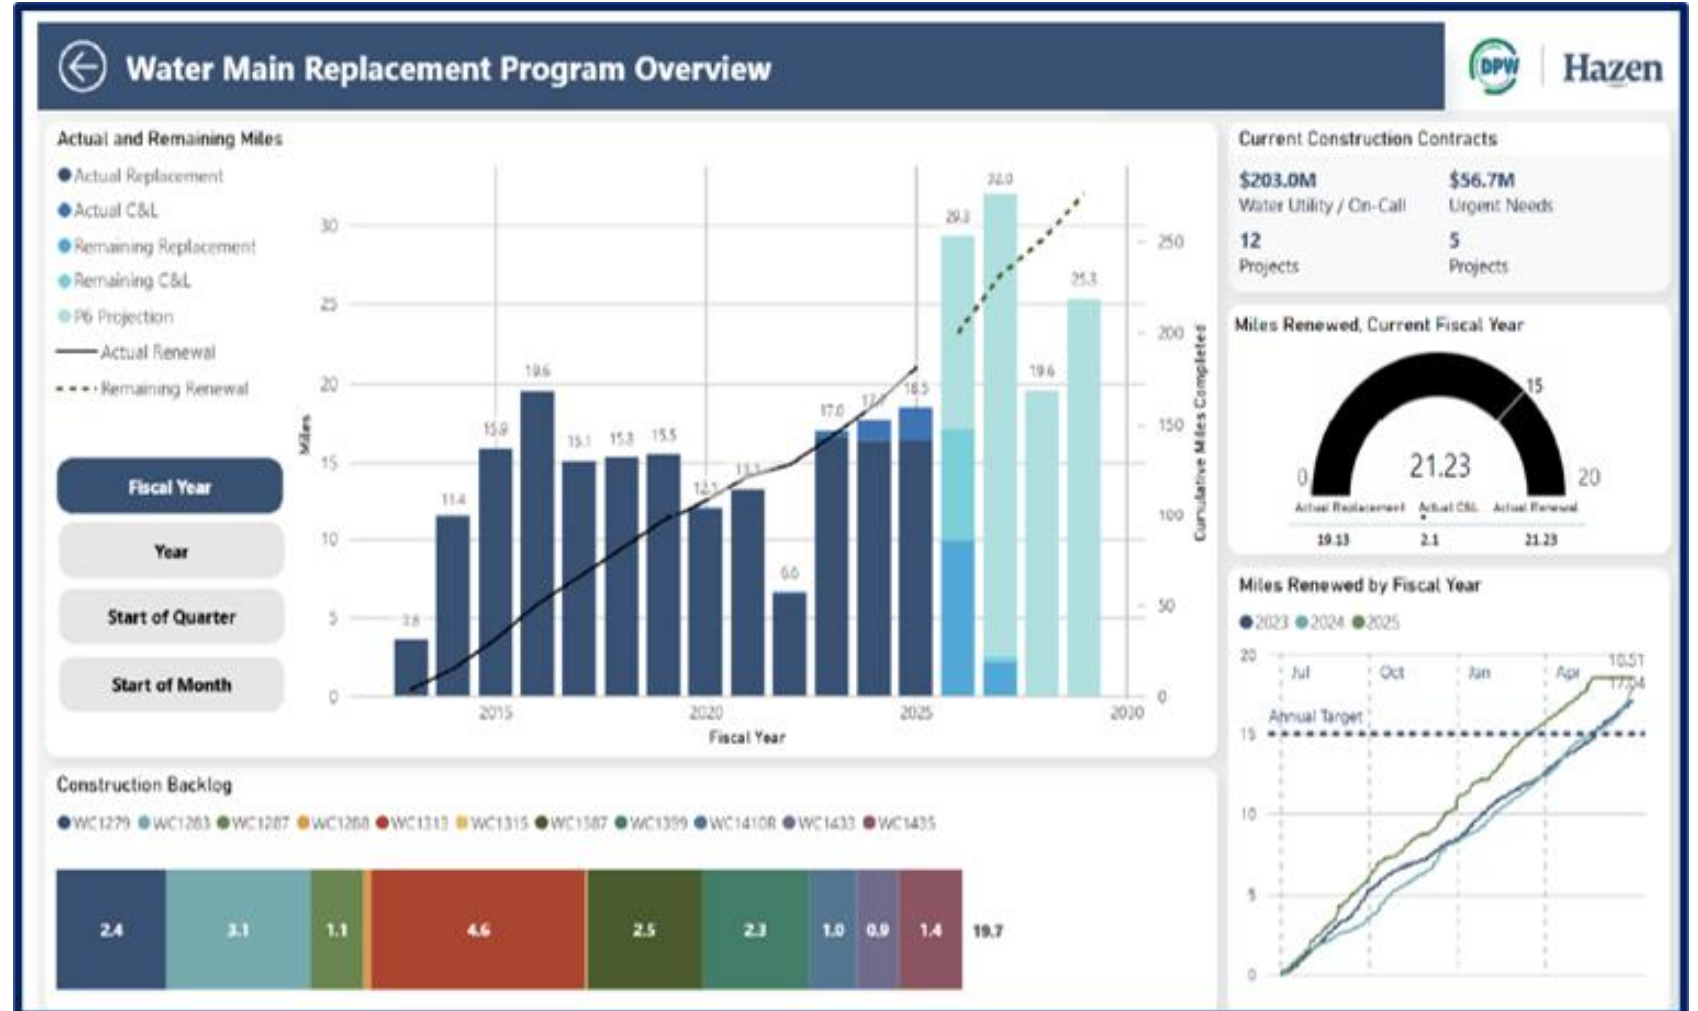 Water Main Replacement Program Overview
DPW
Hazen
Actual and Remaining Miles
Actual Replacement
Actual C&L
Remaining Replacement
Remaining C&L
P6 Projection
Actual Renewal
Remaining Renewal
Fiscal Year
Year
Start of Quarter
Start of Month
Miles
30
25
20
15
10
5
0
3.8
11.4
15.9
19.6
15.1
15.3
15.5
12.1
13.3
6.6
17.0
18.5
29.3
32.0
19.6
25.3
2015
2020
2025
2030
Fiscal Year
250
200
150
100
50
0
Cumulative Miles Completed
Current Construction Contracts
$203.0M
$56.7M
Water Utility / On-Call
Urgent Needs
12
5
Projects
Projects
Miles Renewed, Current Fiscal Year
15
0
21.23
20
Actual Replacement Actual C&L Actual Renewal
19.13 2.1 21.23
Miles Renewed by Fiscal Year
2023 2024 2025
20
15
10
5
0
Jul Oct Jan Apr
17.04
Annual Target
Construction Backlog
WC1279 WC1283 WC1287 WC1288 WC1313 WC1315 WC1387 WC1399 WC1410R WC1433 WC1435
2.4 3.1 1.1 4.6 2.5 2.3 1.0 0.9 1.4 19.7